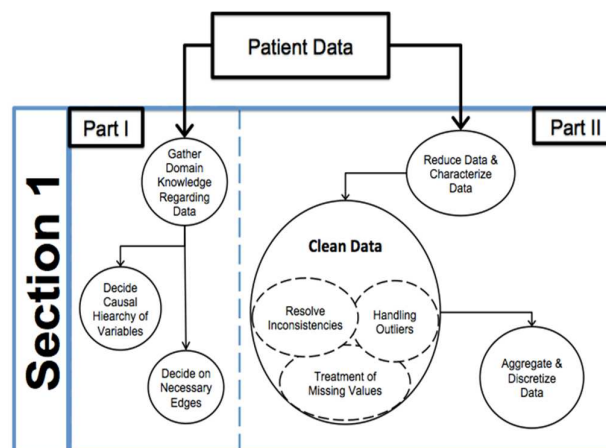 Patient Data
Section 1
Part I
Part II
Gather
Domain
Knowledge
Regarding
Data
Decide
Causal
Hiearchy of
Variables
Decide on
Necessary
Edges
Reduce Data &
Characterize
Data
Clean Data
Resolve
Inconsistencies
Handling
Outliers
Treatment of
Missing Values
Aggregate &
Discretize
Data